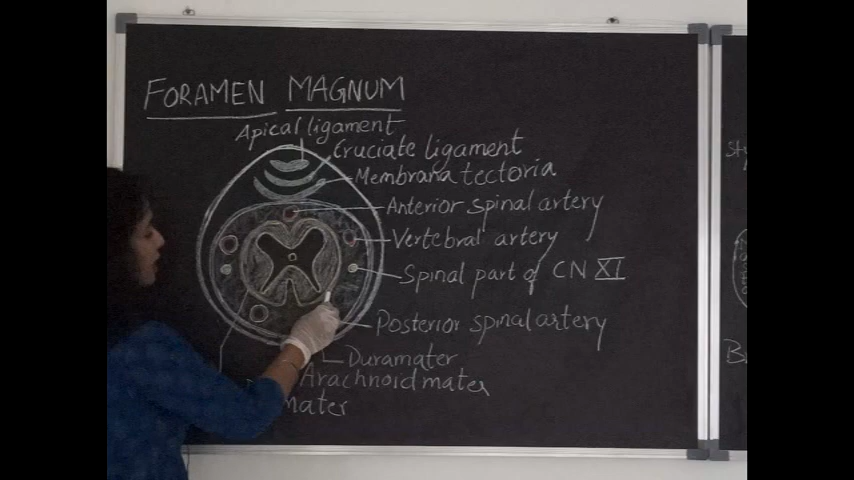 FORAMEN MAGNUM
Apical ligament
Cruciate ligament
Membrana tectoria
Anterior spinal artery
Vertebral artery
Spinal part of CN XI
Posterior spinal artery
Duramater
Arachnoid mater
mater